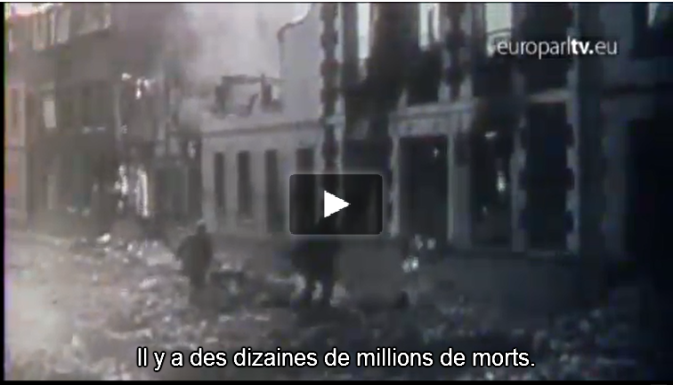 europarltv.eu
Il y a des dizaines de millions de morts.